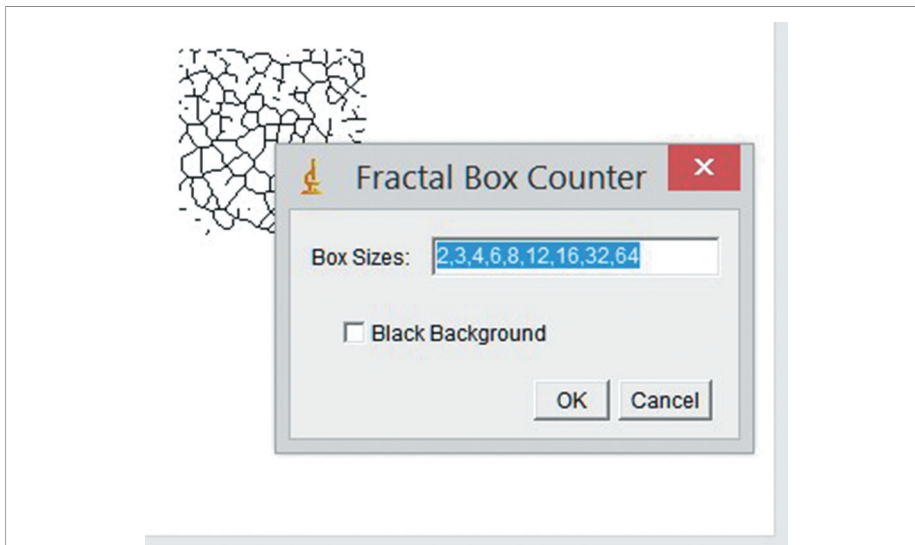 Fractal Box Counter
Box Sizes: 2,3,4,6,8,12,16,32,64
Black Background
OK Cancel